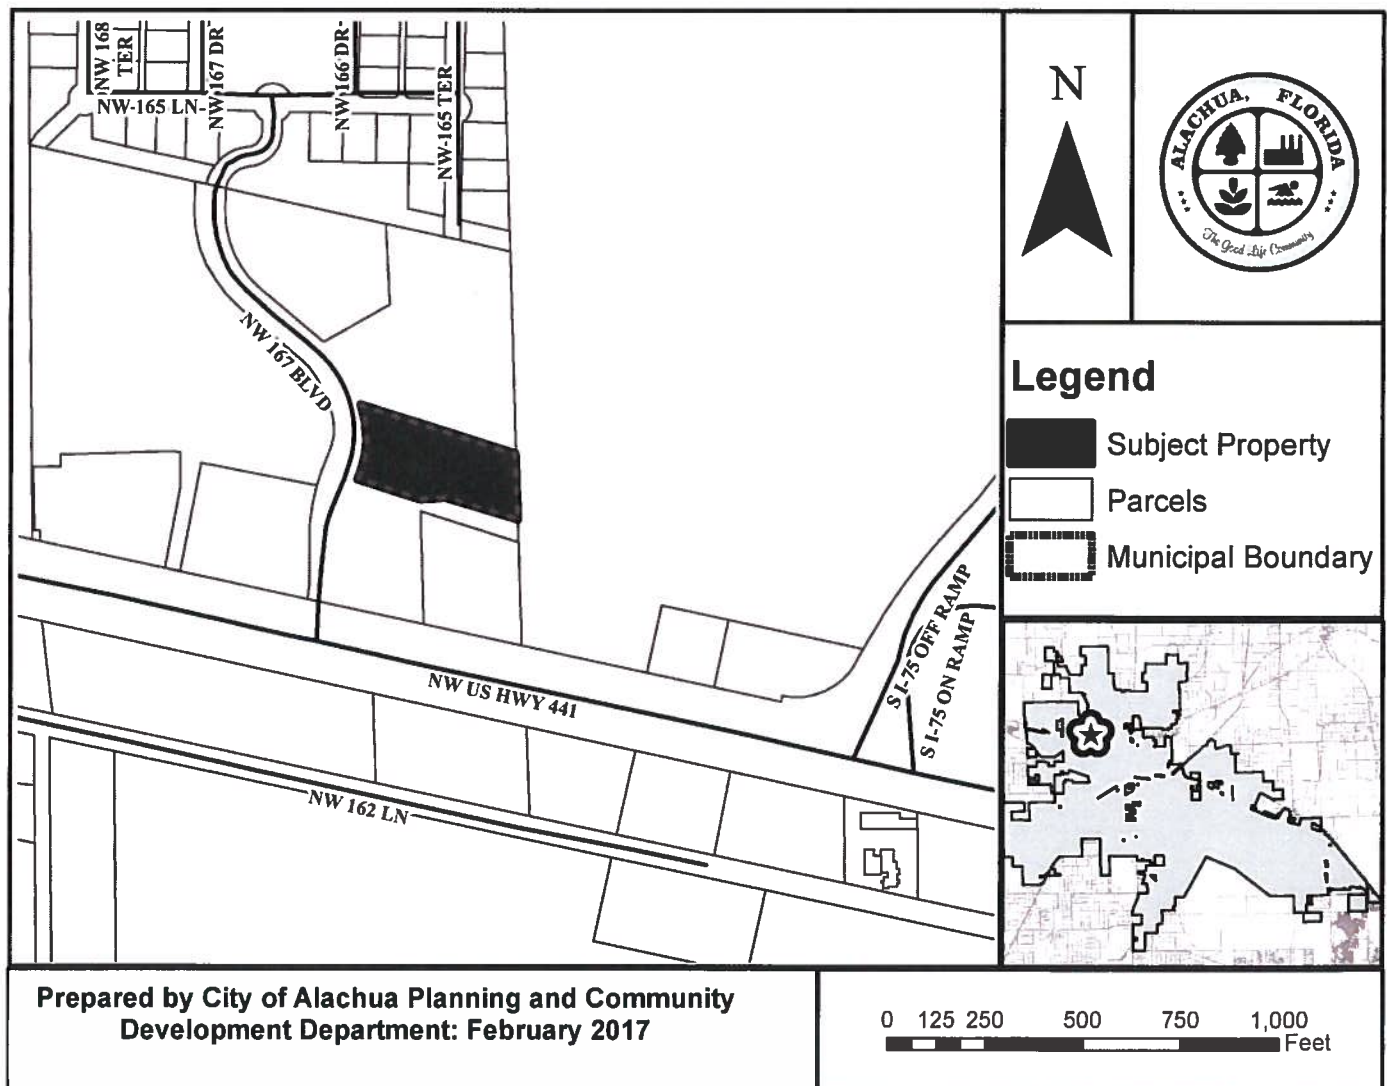 NW 168
TER
NW 167 DR
NW 166 DR
NW-165 TER
NW-165 LN
NW 167 BLVD
NW US HWY 441
NW 162 LN
S I-75 OFF RAMP
S I-75 ON RAMP
N
ALACHUA, FLORIDA
The Good Life Community
Legend
Subject Property
Parcels
Municipal Boundary
Prepared by City of Alachua Planning and Community
Development Department: February 2017
0 125 250 500 750 1,000
Feet